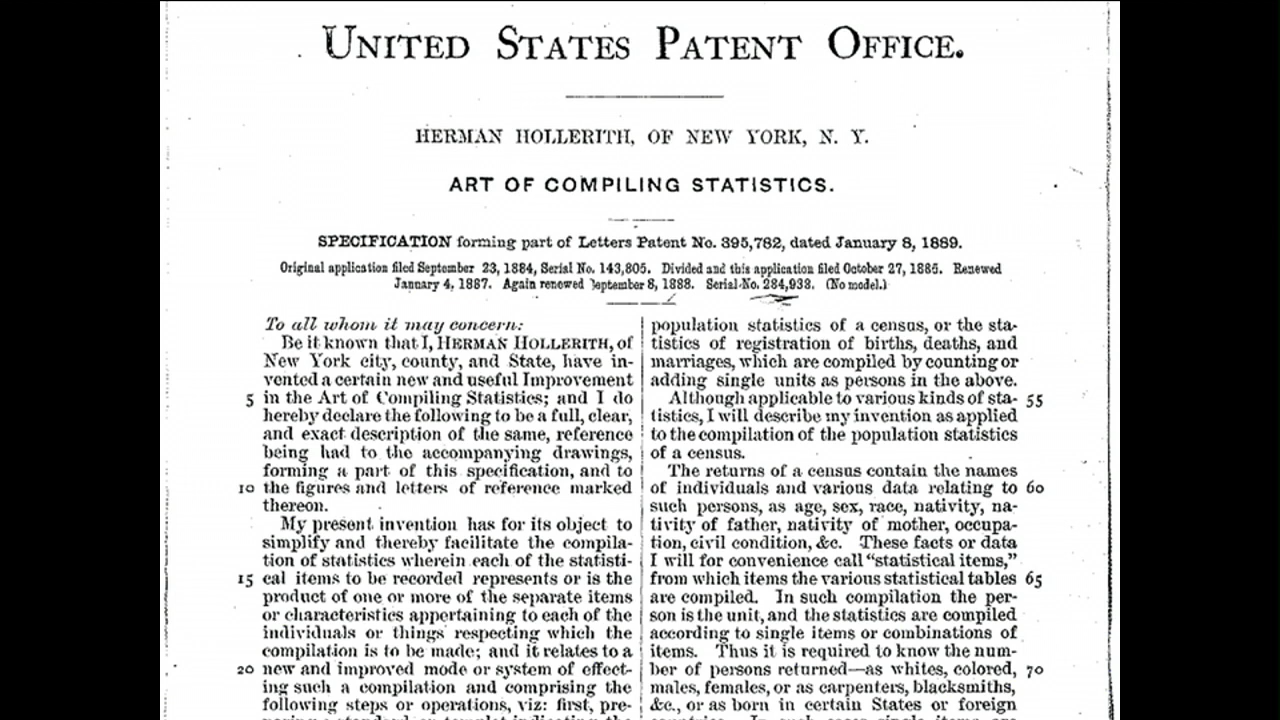 UNITED STATES PATENT OFFICE.
HERMAN HOLLERITH, OF NEW YORK, N. Y.
ART OF COMPILING STATISTICS.
SPECIFICATION forming part of Letters Patent No. 395,782, dated January 8, 1889.
Original application filed September 23, 1884, Serial No. 143,805. Divided and this application filed October 27, 1885. Renewed
January 4, 1887. Again renewed September 8, 1888. Serial No. 284,938. (No model.)
To all whom it may concern:
Be it known that I, HERMAN HOLLERITH, of
New York city, county, and State, have in-
vented a certain new and useful Improvement
5 in the Art of Compiling Statistics; and I do
hereby declare the following to be a full, clear,
and exact description of the same, reference
being had to the accompanying drawings,
forming a part of this specification, and to
10 the figures and letters of reference marked
thereon.
My present invention has for its object to
simplify and thereby facilitate the compila-
tion of statistics wherein each of the statisti-
15 cal items to be recorded represents or is the
product of one or more of the separate items
or characteristics appertaining to each of the
individuals or things respecting which the
compilation is to be made; and it relates to a
20 new and improved mode or system of effect-
ing such a compilation and comprising the
following steps or operations, viz: first, pre-
population statistics of a census, or the sta-
tistics of registration of births, deaths, and
marriages, which are compiled by counting or
adding single units as persons in the above.
Although applicable to various kinds of sta- 55
tistics, I will describe my invention as applied
to the compilation of the population statistics
of a census.
The returns of a census contain the names
of individuals and various data relating to 60
such persons, as age, sex, race, nativity, na-
tivity of father, nativity of mother, occupa-
tion, civil condition, &c. These facts or data
I will for convenience call "statistical items,"
from which items the various statistical tables 65
are compiled. In such compilation the per-
son is the unit, and the statistics are compiled
according to single items or combinations of
items. Thus it is required to know the num-
ber of persons returned—as whites, colored, 70
males, females, or as carpenters, blacksmiths,
&c., or as born in certain States or foreign